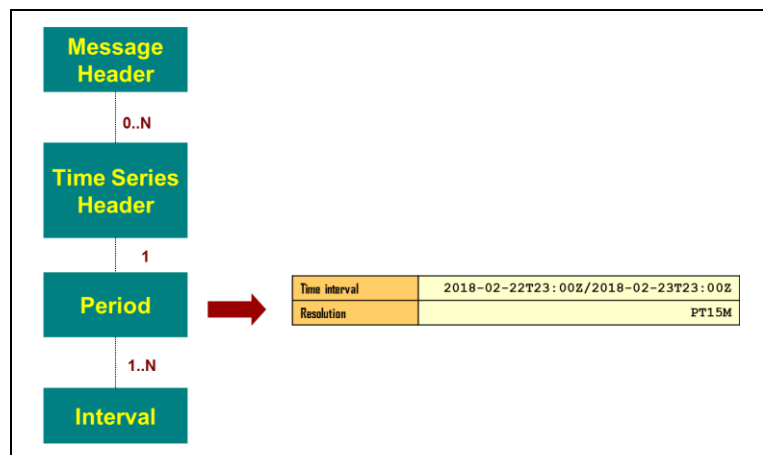 Message
Header
0..N
Time Series
Header
1
Period
Time interval 2018-02-22T23:00Z/2018-02-23T23:00Z
Resolution PT15M
1..N
Interval